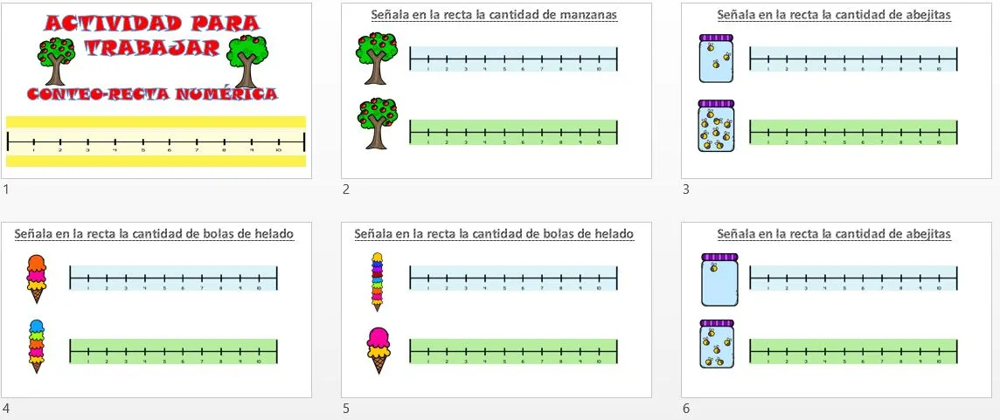 ACTIVIDAD PARA
TRABAJAR
CONTEO-RECTA NUMÉRICA
1 2 3 4 5 6 7 8 9 10
1
Señala en la recta la cantidad de manzanas
1 2 3 4 5 6 7 8 9 10
1 2 3 4 5 6 7 8 9 10
2
Señala en la recta la cantidad de abejitas
1 2 3 4 5 6 7 8 9 10
1 2 3 4 5 6 7 8 9 10
3
Señala en la recta la cantidad de bolas de helado
1 2 3 4 5 6 7 8 9 10
1 2 3 4 5 6 7 8 9 10
4
Señala en la recta la cantidad de bolas de helado
1 2 3 4 5 6 7 8 9 10
1 2 3 4 5 6 7 8 9 10
5
Señala en la recta la cantidad de abejitas
1 2 3 4 5 6 7 8 9 10
1 2 3 4 5 6 7 8 9 10
6